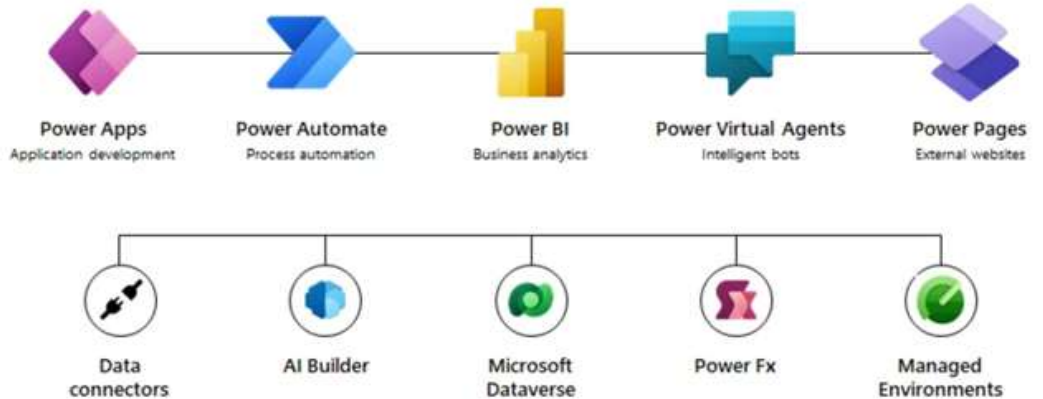 Power Apps
Application development
Power Automate
Process automation
Power BI
Business analytics
Power Virtual Agents
Intelligent bots
Power Pages
External websites
Data
connectors
AI Builder
Microsoft
Dataverse
Power Fx
Managed
Environments